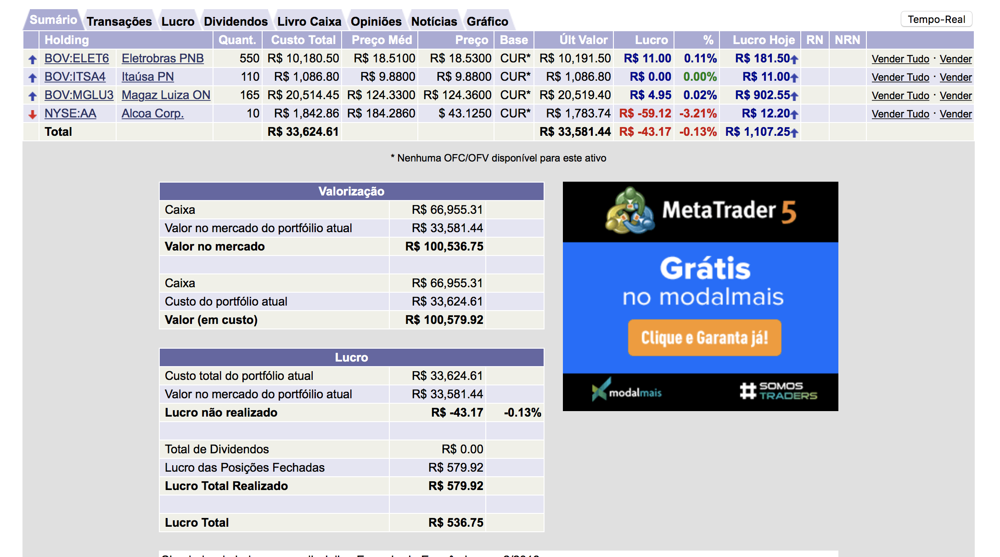 Sumário Transações Lucro Dividendos Livro Caixa Opiniões Notícias Gráfico Tempo-Real
Holding Quant. Custo Total Preço Méd Preço Base Últ Valor Lucro % Lucro Hoje RN NRN
BOV:ELET6 Eletrobras PNB 550 R$ 10,180.50 R$ 18.5100 R$ 18.5300 CUR* R$ 10,191.50 R$ 11.00 0.11% R$ 181.50 Vender Tudo · Vender
BOV:ITSA4 Itaúsa PN 110 R$ 1,086.80 R$ 9.8800 R$ 9.8800 CUR* R$ 1,086.80 R$ 0.00 0.00% R$ 11.00 Vender Tudo · Vender
BOV:MGLU3 Magaz Luiza ON 165 R$ 20,514.45 R$ 124.3300 R$ 124.3600 CUR* R$ 20,519.40 R$ 4.95 0.02% R$ 902.55 Vender Tudo · Vender
NYSE:AA Alcoa Corp. 10 R$ 1,842.86 R$ 184.2860 $ 43.1250 CUR* R$ 1,783.74 R$ -59.12 -3.21% R$ 12.20 Vender Tudo · Vender
Total R$ 33,624.61 R$ 33,581.44 R$ -43.17 -0.13% R$ 1,107.25
* Nenhuma OFC/OFV disponível para este ativo
Valorização
Caixa R$ 66,955.31
Valor no mercado do portfóilio atual R$ 33,581.44
Valor no mercado R$ 100,536.75
Caixa R$ 66,955.31
Custo do portfólio atual R$ 33,624.61
Valor (em custo) R$ 100,579.92
Lucro
Custo total do portfólio atual R$ 33,624.61
Valor no mercado do portfóilio atual R$ 33,581.44
Lucro não realizado R$ -43.17 -0.13%
Total de Dividendos R$ 0.00
Lucro das Posições Fechadas R$ 579.92
Lucro Total Realizado R$ 579.92
Lucro Total R$ 536.75
MetaTrader 5
Grátis
no modalmais
Clique e Garanta já!
modalmais
#SOMOS
TRADERS